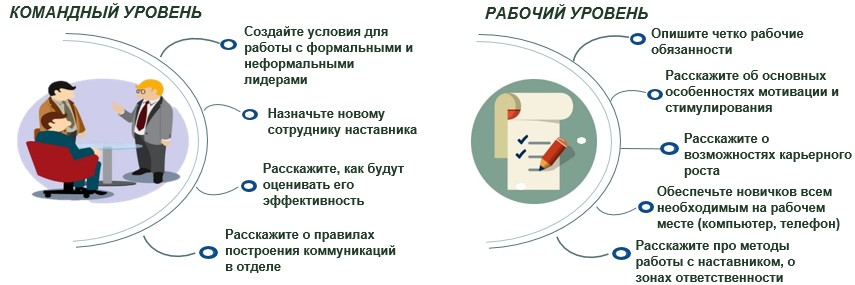 КОМАНДНЫЙ УРОВЕНЬ
Создайте условия для
работы с формальными и
неформальными
лидерами
Назначьте новому
сотруднику наставника
Расскажите, как будут
оценивать его
эффективность
Расскажите о правилах
построения коммуникаций
в отделе
РАБОЧИЙ УРОВЕНЬ
Опишите четко рабочие
обязанности
Расскажите об основных
особенностях мотивации и
стимулирования
Расскажите о
возможностях карьерного
роста
Обеспечьте новичков всем
необходимым на рабочем
месте (компьютер, телефон)
Расскажите про методы
работы с наставником, о
зонах ответственности